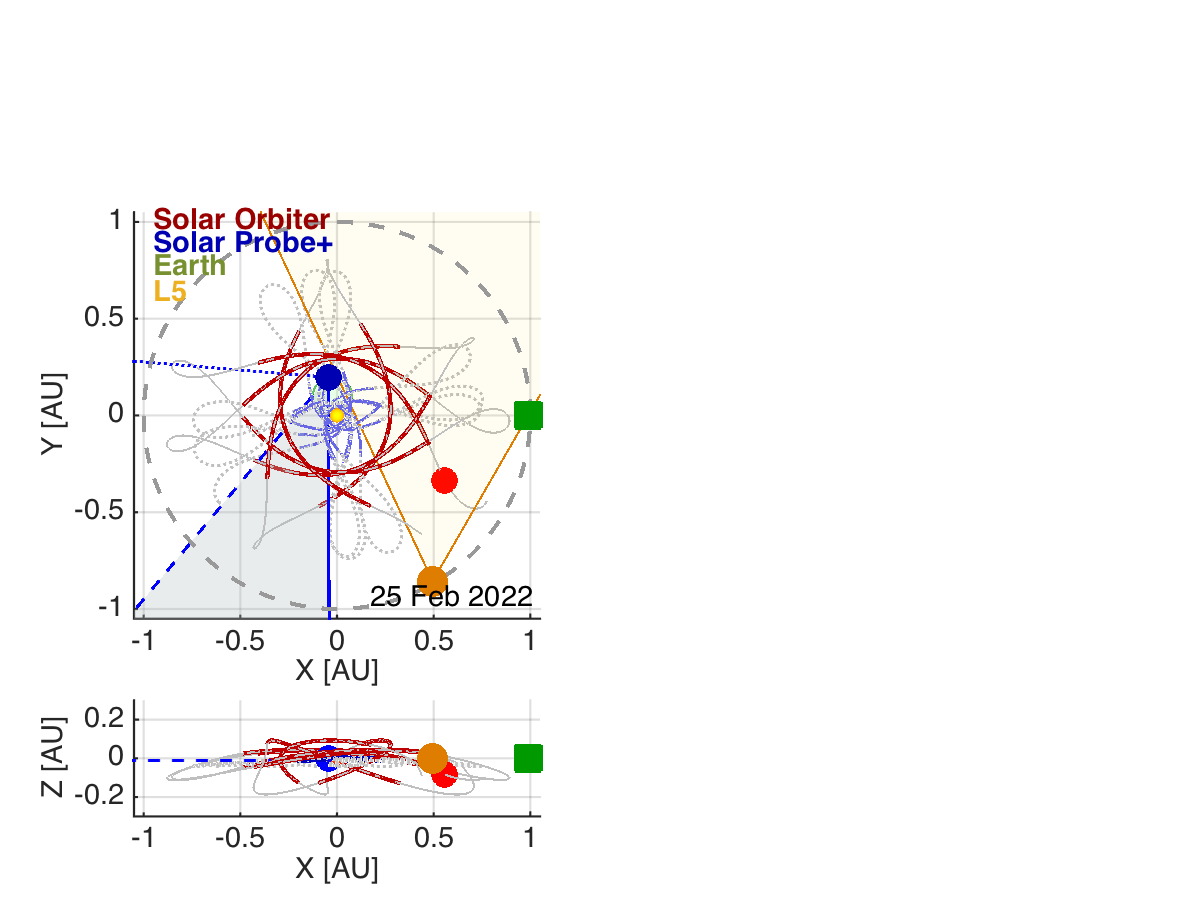 Solar Orbiter
Solar Probe+
Earth
L5
1
0.5
0
-0.5
-1
Y [AU]
25 Feb 2022
-1 -0.5 0 0.5 1
X [AU]
0.2
0
-0.2
Z [AU]
-1 -0.5 0 0.5 1
X [AU]